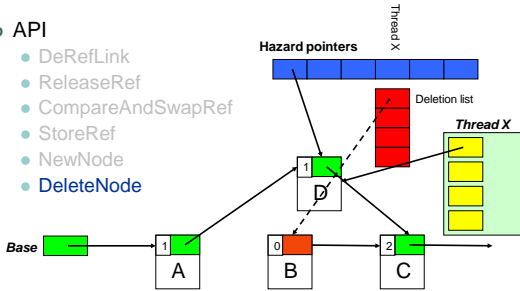 API
DeRefLink
ReleaseRef
CompareAndSwapRef
StoreRef
NewNode
DeleteNode
Hazard pointers
Thread X
Deletion list
Thread X
1
D
Base
1
A
0
B
2
C